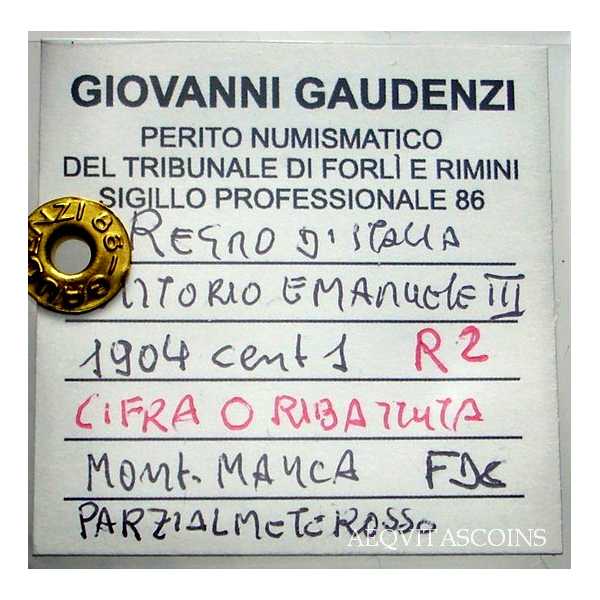 GIOVANNI GAUDENZI
PERITO NUMISMATICO
DEL TRIBUNALE DI FORLÌ E RIMINI
SIGILLO PROFESSIONALE 86
REGNO D'ITALIA
VITTORIO EMANUELE III
1904 cent 1 R2
CIFRA 0 RIBATTUTA
MONT. MANCA FDC
PARZIALMETE ROSSO
AEQVITASCOINS